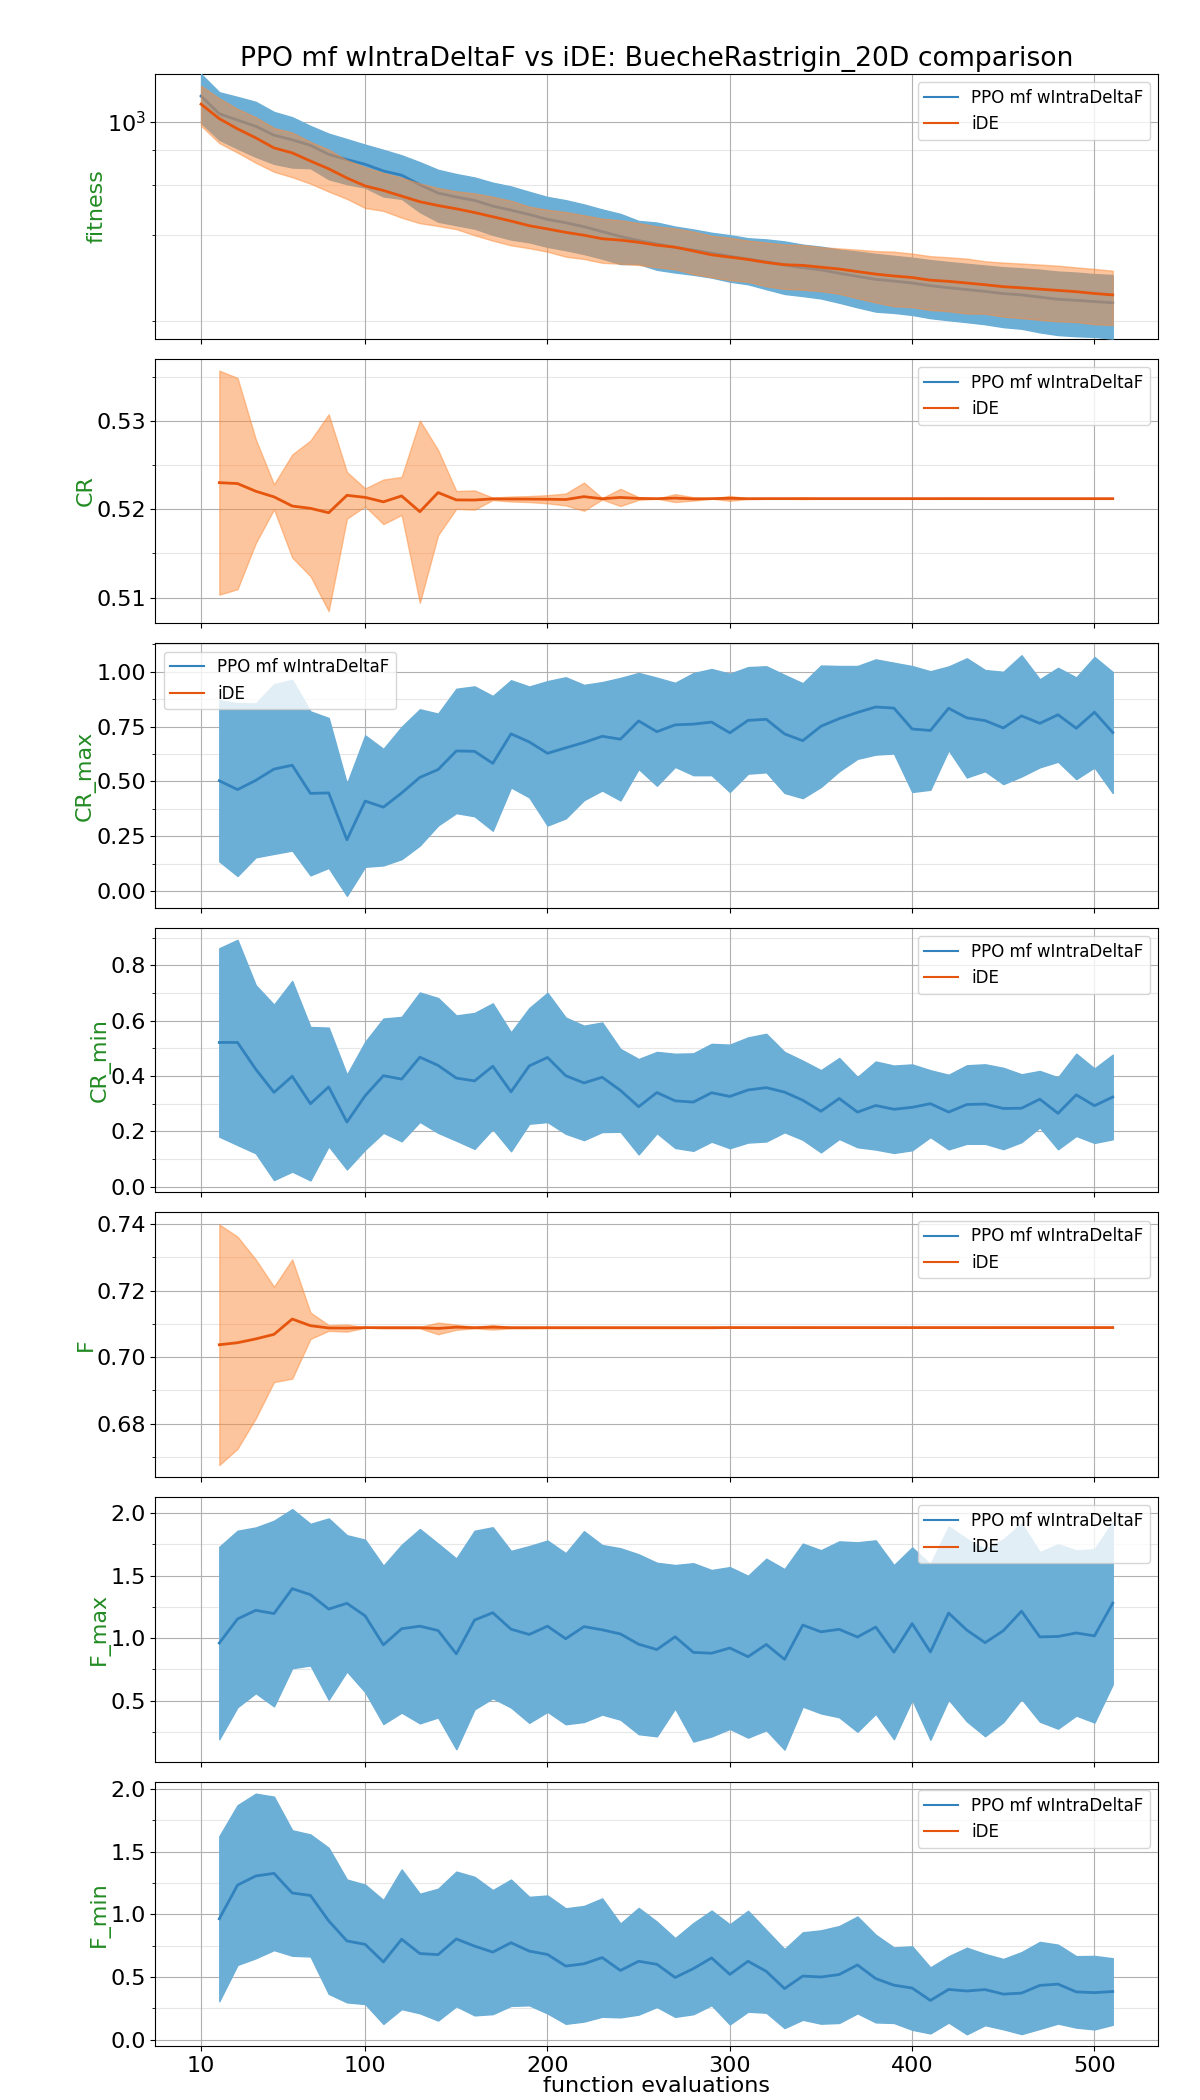 PPO mf wIntraDeltaF vs iDE: BuecheRastrigin_20D comparison
10³
fitness
PPO mf wIntraDeltaF
iDE
0.53
0.52
0.51
CR
PPO mf wIntraDeltaF
iDE
1.00
0.75
0.50
0.25
0.00
CR_max
PPO mf wIntraDeltaF
iDE
0.8
0.6
0.4
0.2
0.0
CR_min
PPO mf wIntraDeltaF
iDE
0.74
0.72
0.70
0.68
F
PPO mf wIntraDeltaF
iDE
2.0
1.5
1.0
0.5
F_max
PPO mf wIntraDeltaF
iDE
2.0
1.5
1.0
0.5
0.0
F_min
PPO mf wIntraDeltaF
iDE
10 100 200 300 400 500
function evaluations